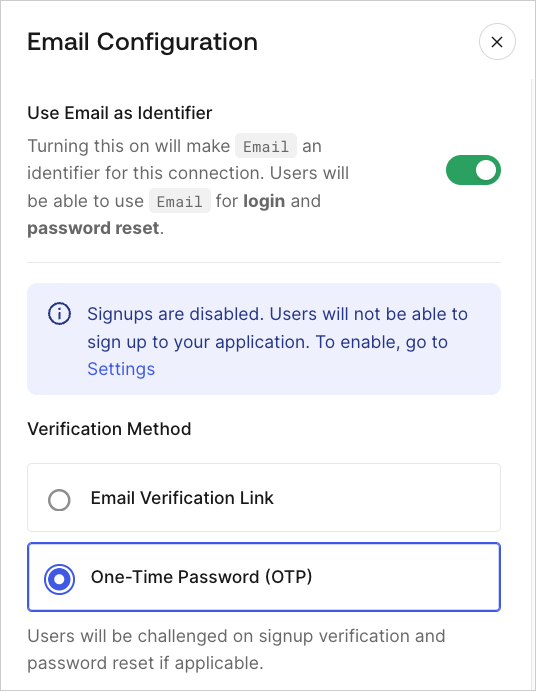 Email Configuration
Use Email as Identifier
Turning this on will make Email an
identifier for this connection. Users will
be able to use Email for login and
password reset.
Signups are disabled. Users will not be able to
sign up to your application. To enable, go to
Settings
Verification Method
Email Verification Link
One-Time Password (OTP)
Users will be challenged on signup verification and
password reset if applicable.